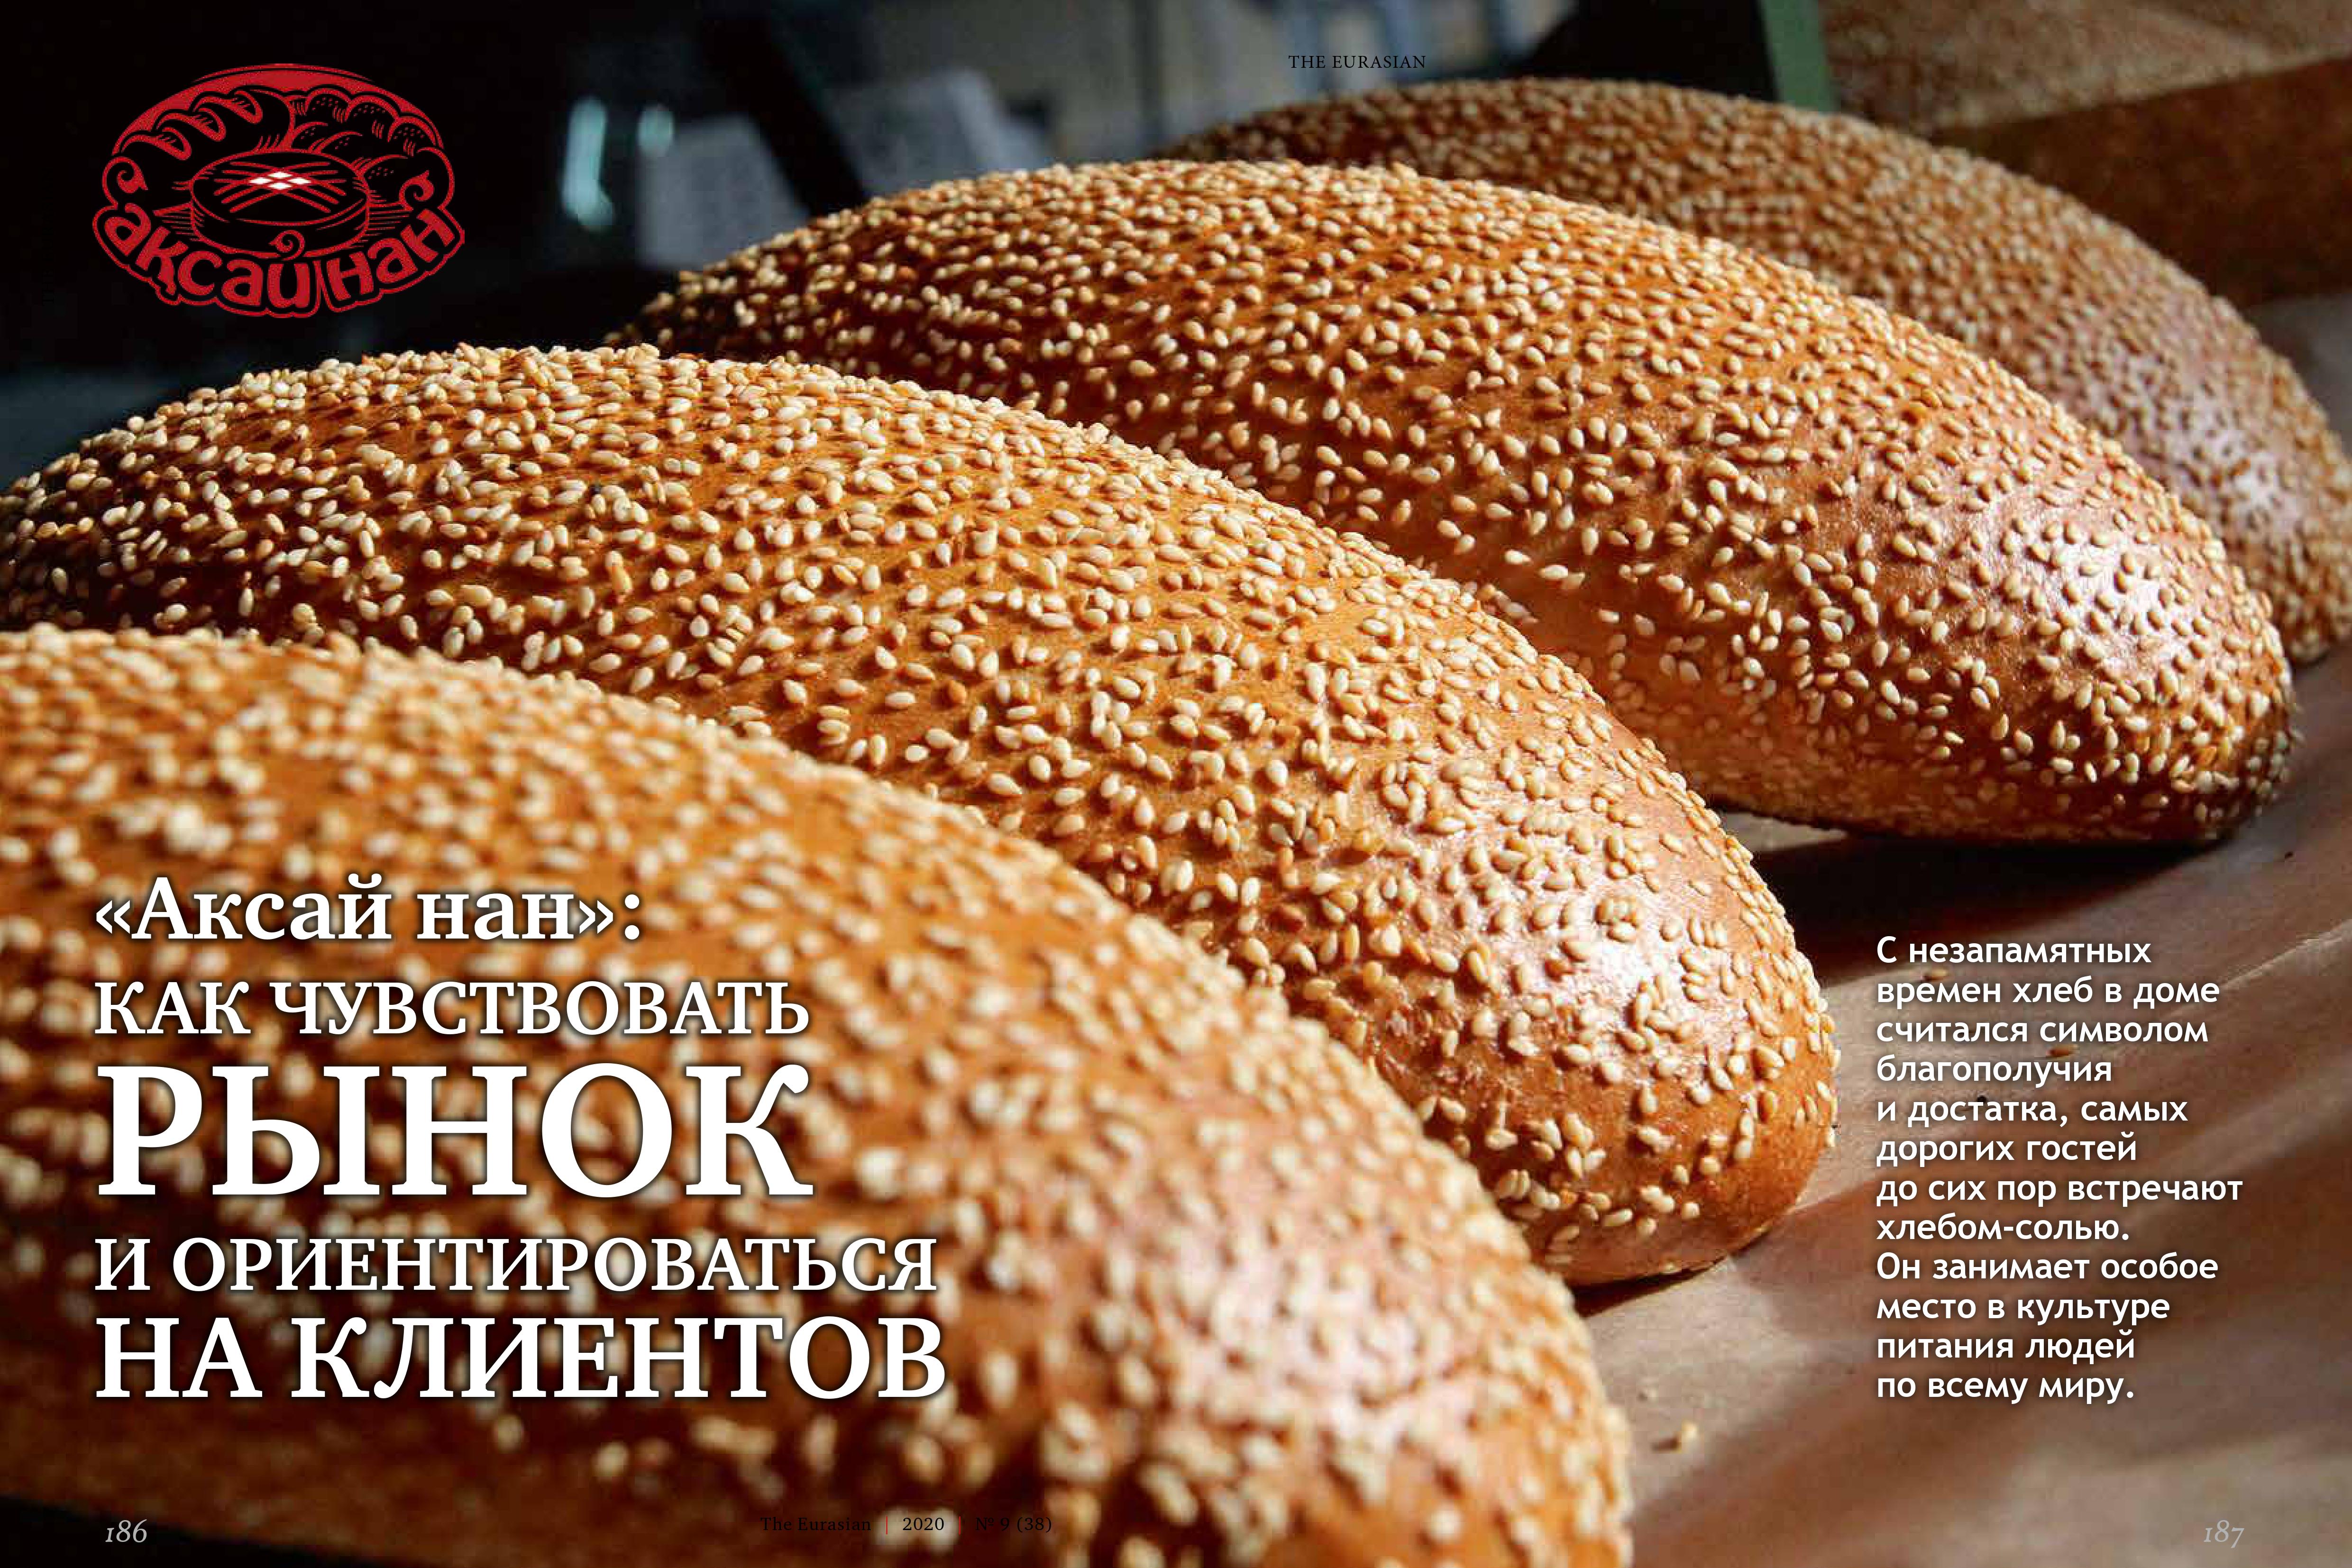 THE EURASIAN
аксай нан
«Аксай нан»:
КАК ЧУВСТВОВАТЬ
РЫНОК
И ОРИЕНТИРОВАТЬСЯ
НА КЛИЕНТОВ
С незапамятных
времен хлеб в доме
считался символом
благополучия
и достатка, самых
дорогих гостей
до сих пор встречают
хлебом-солью.
Он занимает особое
место в культуре
питания людей
по всему миру.
186
The Eurasian | 2020 | № 9 (38)
187